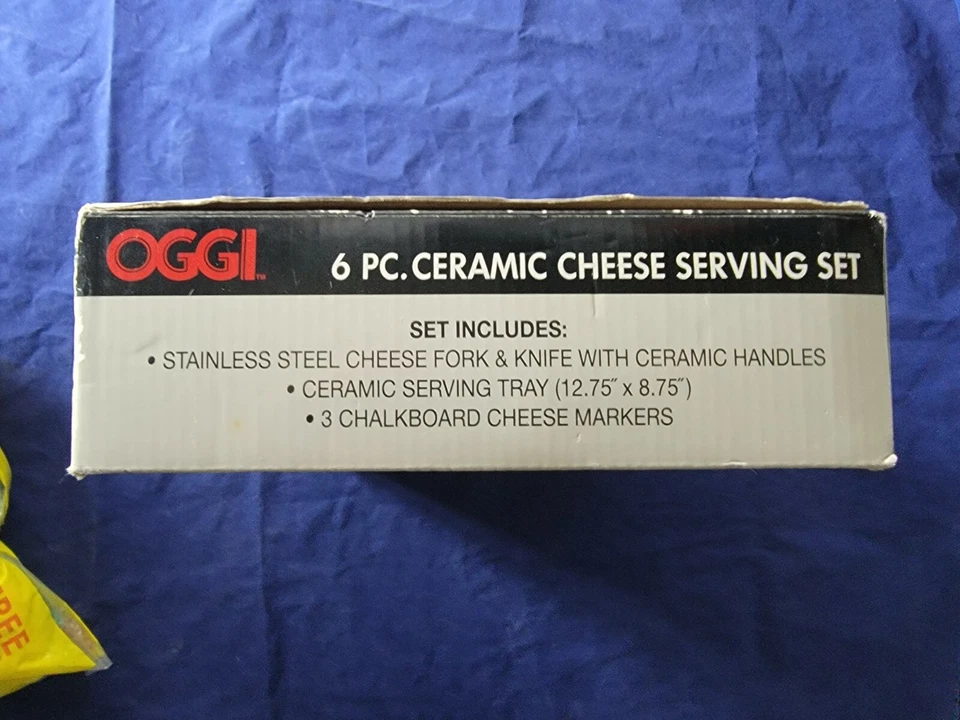 OGGI™
6 PC. CERAMIC CHEESE SERVING SET
SET INCLUDES:
• STAINLESS STEEL CHEESE FORK & KNIFE WITH CERAMIC HANDLES
• CERAMIC SERVING TRAY (12.75″ x 8.75″)
• 3 CHALKBOARD CHEESE MARKERS